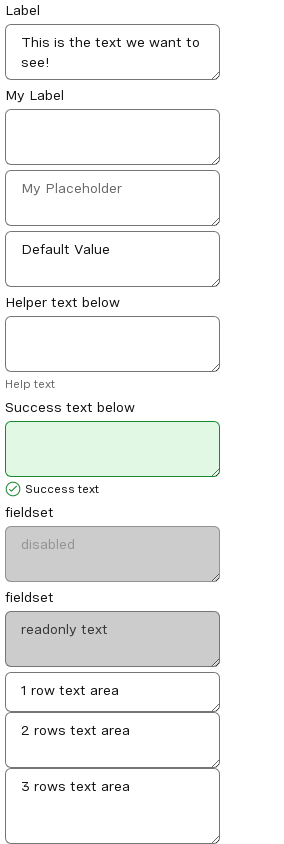 Label
This is the text we want to
see!
My Label
My Placeholder
Default Value
Helper text below
Help text
Success text below
Success text
fieldset
disabled
fieldset
readonly text
1 row text area
2 rows text area
3 rows text area